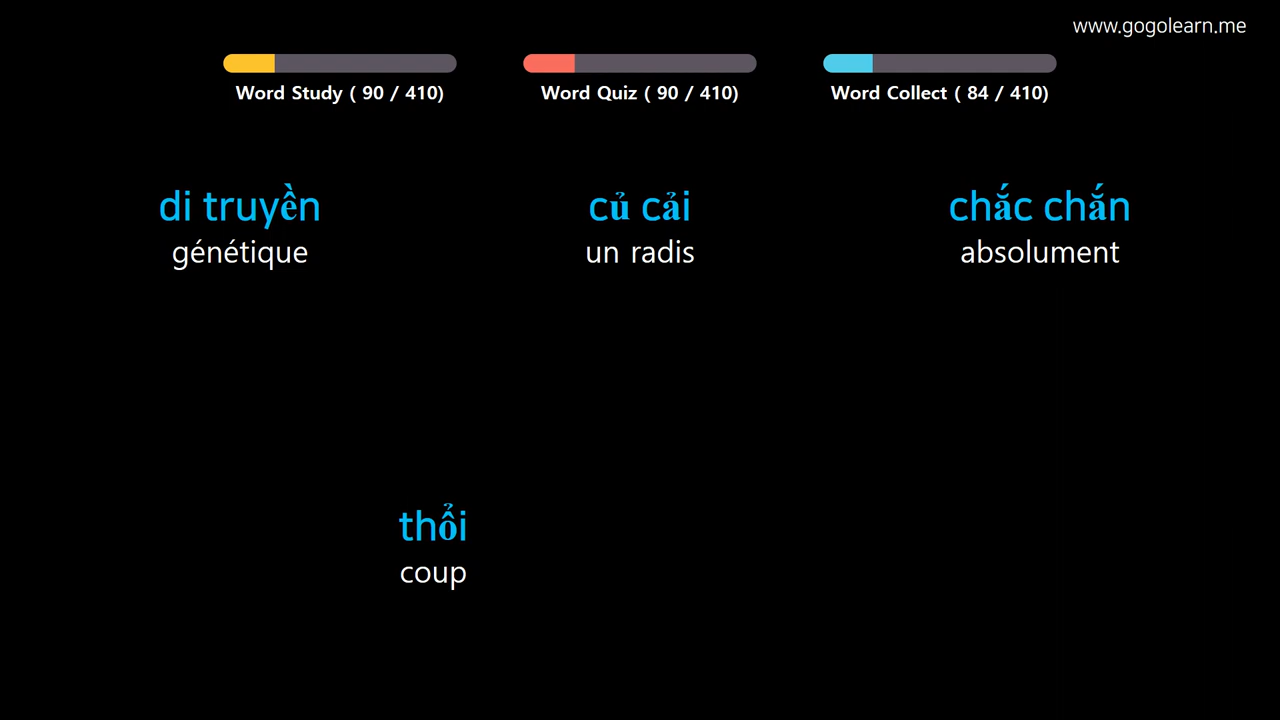 www.gogolearn.me
Word Study ( 90 / 410)
Word Quiz ( 90 / 410)
Word Collect ( 84 / 410)
di truyền
génétique
củ cải
un radis
chắc chắn
absolument
thổi
coup